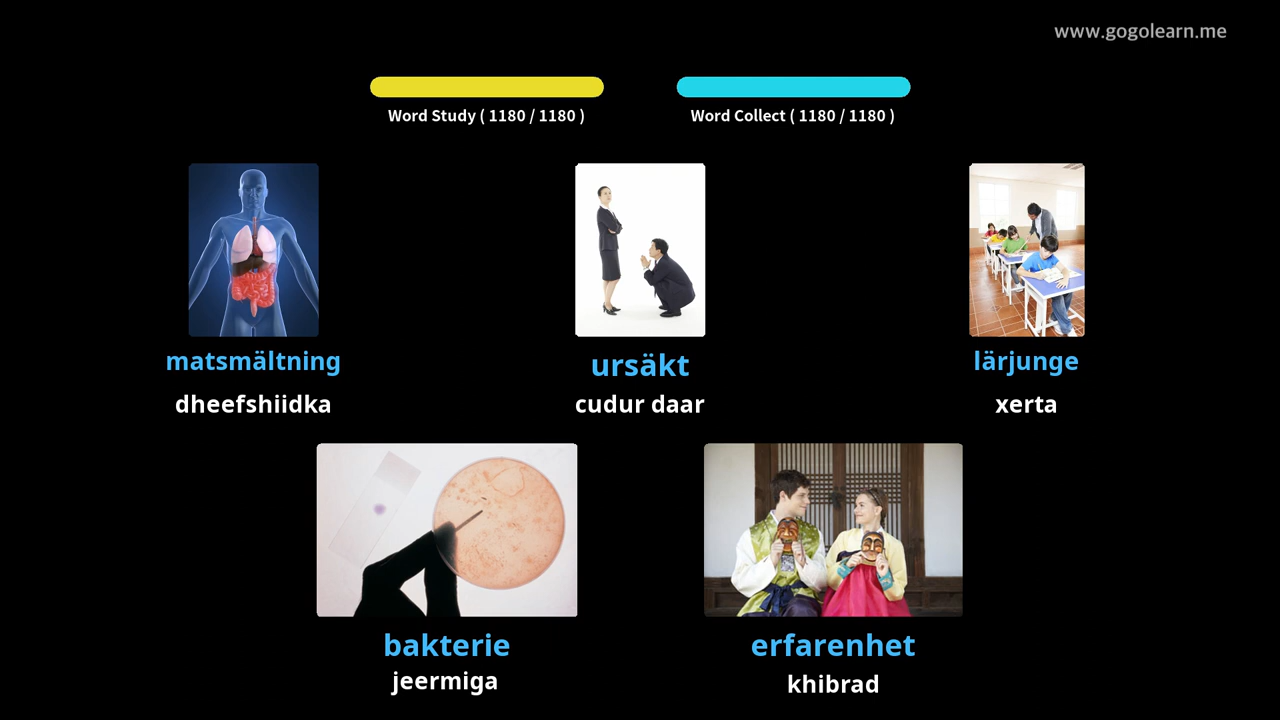 www.gogolearn.me
Word Study ( 1180 / 1180 )
Word Collect ( 1180 / 1180 )
matsmältning
ursäkt
lärjunge
dheefshiidka
cudur daar
xerta
bakterie
erfarenhet
jeermiga
khibrad